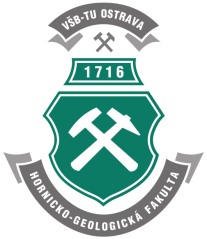 VŠB-TU OSTRAVA
1716
HORNICKO-GEOLOGICKÁ FAKULTA